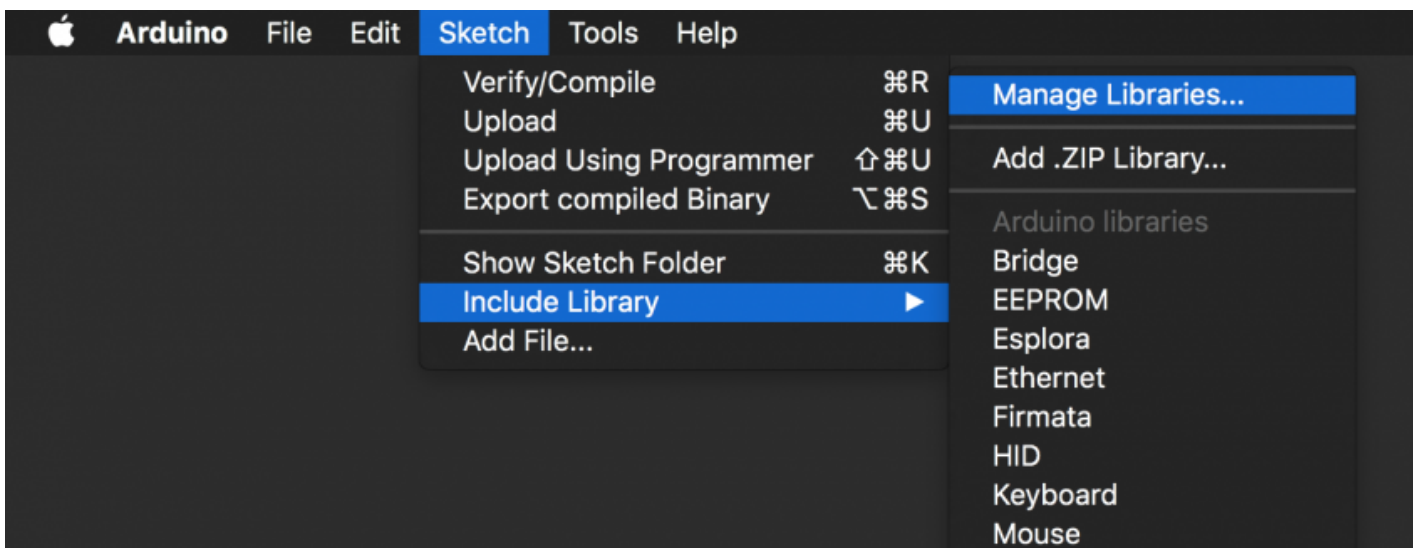 Arduino File Edit Sketch Tools Help
Verify/Compile ⌘R
Upload ⌘U
Upload Using Programmer ⇧⌘U
Export compiled Binary ⌥⌘S
Show Sketch Folder ⌘K
Include Library ▶
Add File...
Manage Libraries...
Add .ZIP Library...
Arduino libraries
Bridge
EEPROM
Esplora
Ethernet
Firmata
HID
Keyboard
Mouse